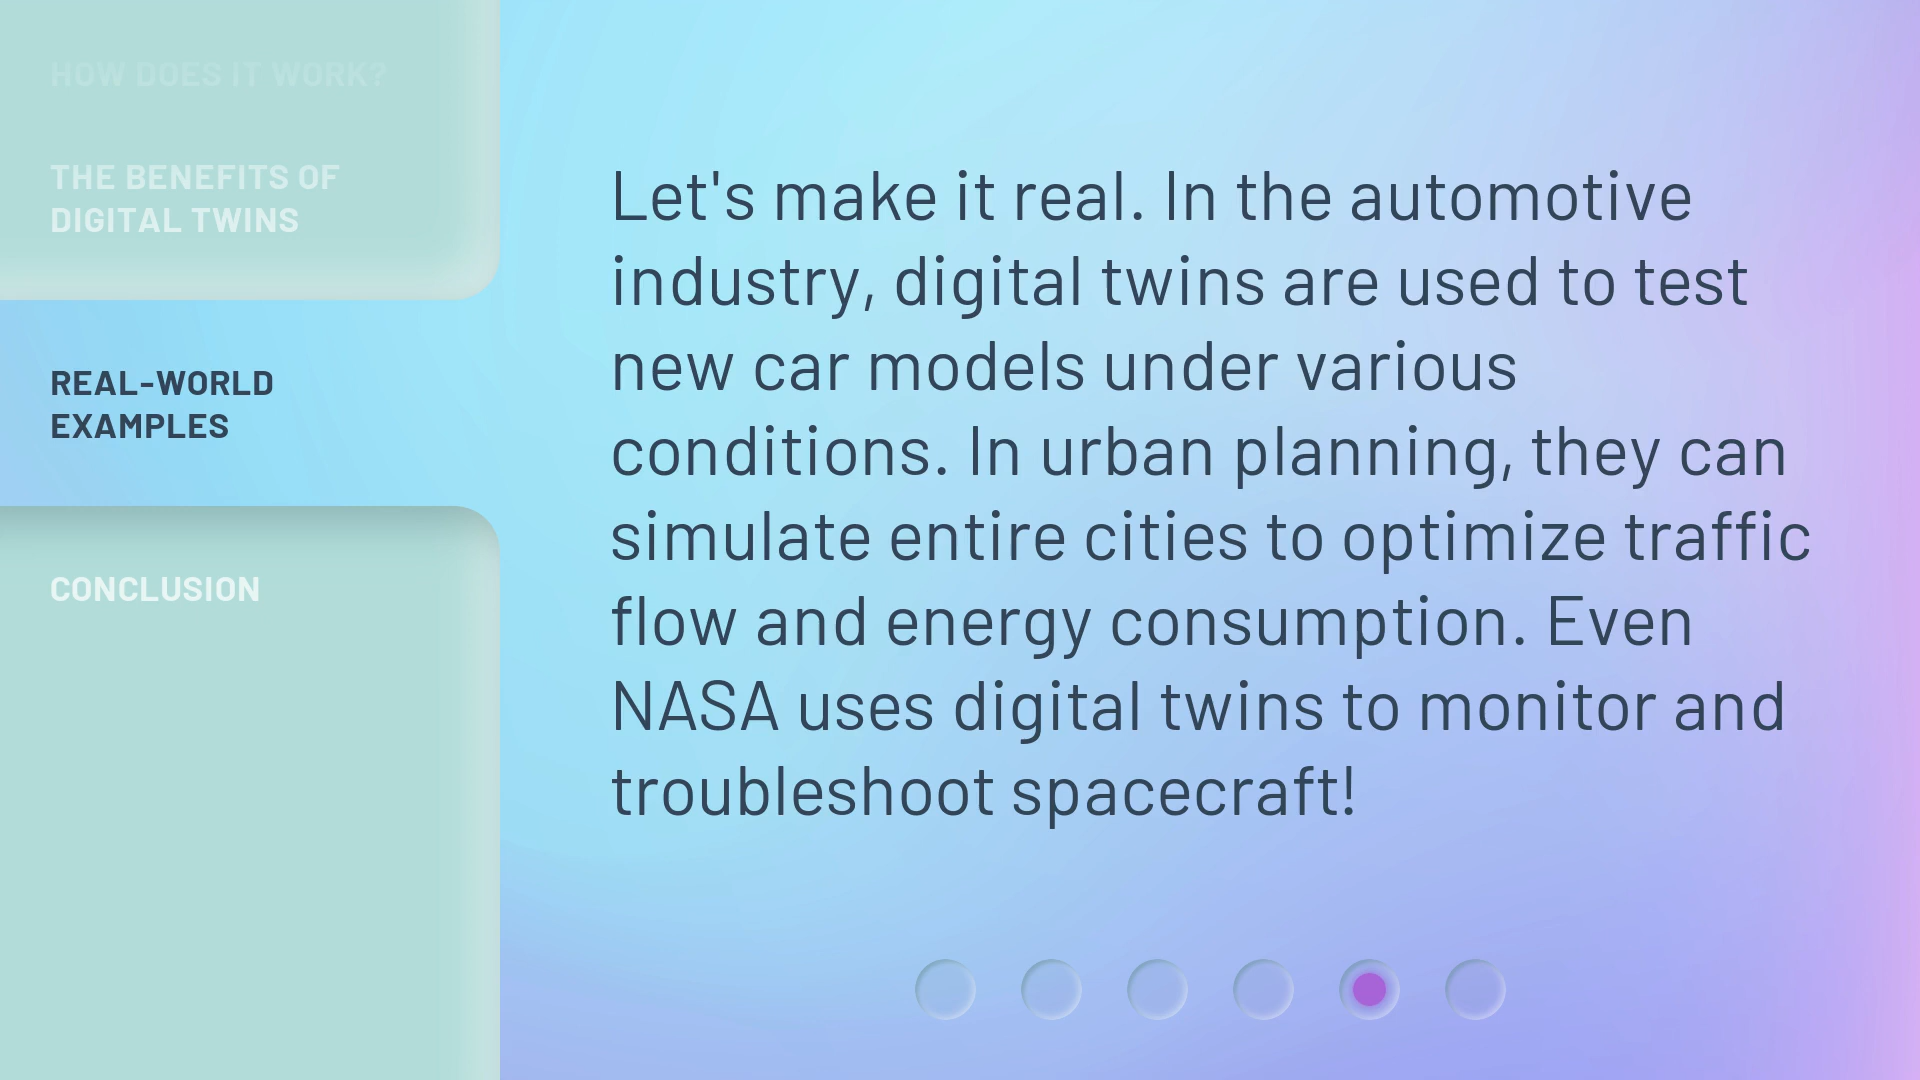 HOW DOES IT WORK?
THE BENEFITS OF
DIGITAL TWINS
REAL-WORLD
EXAMPLES
CONCLUSION
Let's make it real. In the automotive
industry, digital twins are used to test
new car models under various
conditions. In urban planning, they can
simulate entire cities to optimize traffic
flow and energy consumption. Even
NASA uses digital twins to monitor and
troubleshoot spacecraft!